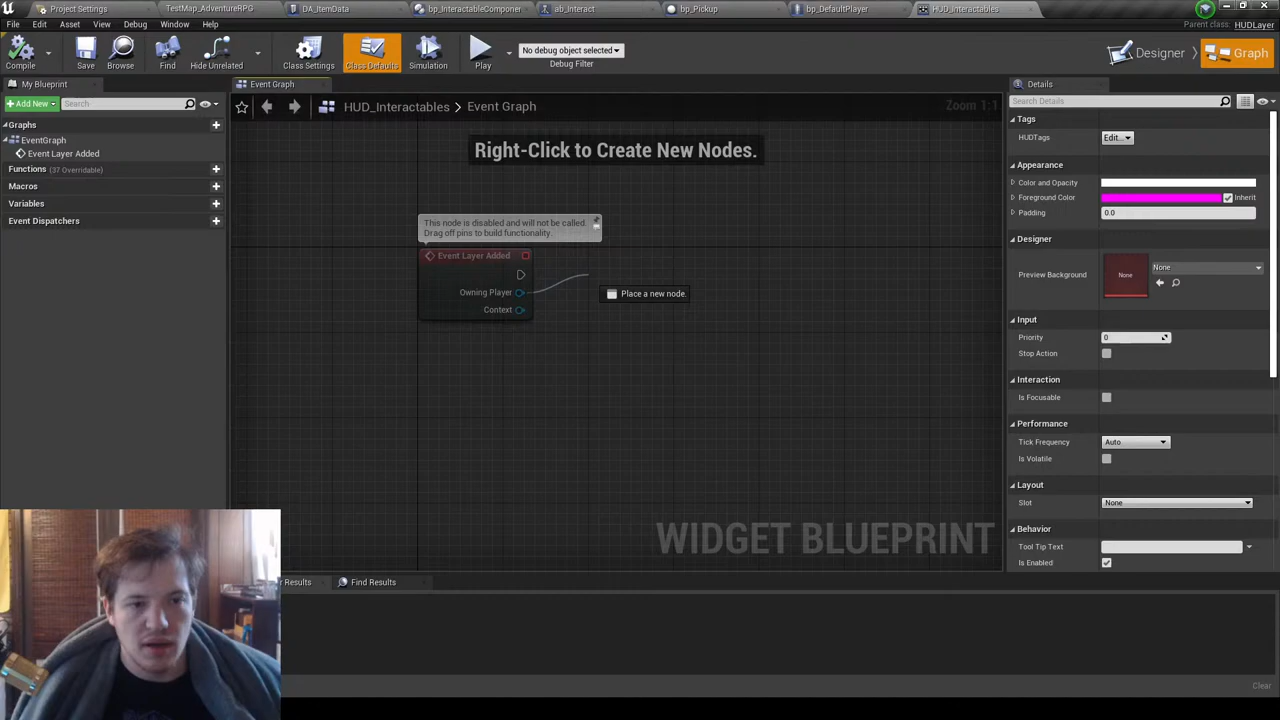 Project Settings
TestMap_AdventureRPG
DA_ItemData
bp_InteractableComponer
ab_Interact
bp_Pickup
bp_DefaultPlayer
HUD_Interactables
File Edit Asset View Debug Window Help
Parent class: HUDLayer
Compile
Save
Browse
Find
Hide Unrelated
Class Settings
Class Defaults
Simulation
Play
No debug object selected
Debug Filter
Designer
Graph
My Blueprint
Event Graph
Details
Add New
Search
HUD_Interactables > Event Graph
Zoom 1:1
Search Details
Graphs
EventGraph
Event Layer Added
Functions (37 Overridable)
Macros
Variables
Event Dispatchers
Right-Click to Create New Nodes.
This node is disabled and will not be called.
Drag off pins to build functionality.
Event Layer Added
Owning Player
Context
Place a new node.
WIDGET BLUEPRINT
Tags
HUDTags Edit...
Appearance
Color and Opacity
Foreground Color Inherit
Padding 0.0
Designer
Preview Background None None
Input
Priority 0
Stop Action
Interaction
Is Focusable
Performance
Tick Frequency Auto
Is Volatile
Layout
Slot None
Behavior
Tool Tip Text
Is Enabled
Results
Find Results
Clear